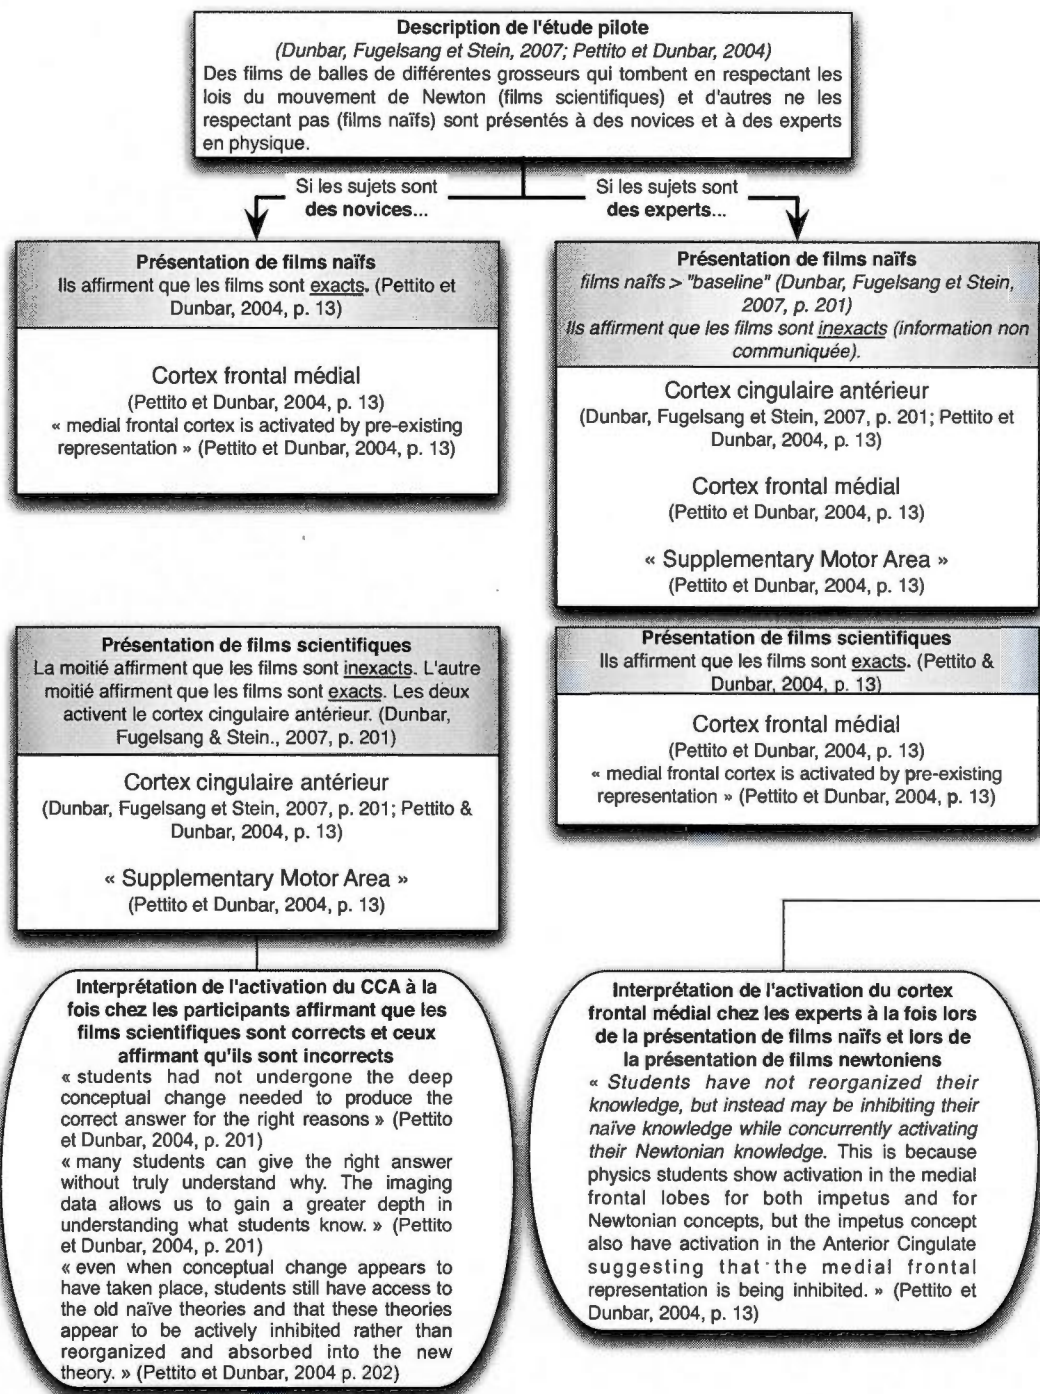 Description de l'étude pilote
(Dunbar, Fugelsang et Stein, 2007; Pettito et Dunbar, 2004)
Des films de balles de différentes grosseurs qui tombent en respectant les
lois du mouvement de Newton (films scientifiques) et d'autres ne les
respectant pas (films naïfs) sont présentés à des novices et à des experts
en physique.
Si les sujets sont
des novices...
Si les sujets sont
des experts...
Présentation de films naïfs
Ils affirment que les films sont exacts. (Pettito et
Dunbar, 2004, p. 13)
Cortex frontal médial
(Pettito et Dunbar, 2004, p. 13)
« medial frontal cortex is activated by pre-existing
representation » (Pettito et Dunbar, 2004, p. 13)
Présentation de films naïfs
films naïfs > "baseline" (Dunbar, Fugelsang et Stein,
2007, p. 201)
Ils affirment que les films sont inexacts (information non
communiquée).
Cortex cingulaire antérieur
(Dunbar, Fugelsang et Stein, 2007, p. 201; Pettito et
Dunbar, 2004, p. 13)
Cortex frontal médial
(Pettito et Dunbar, 2004, p. 13)
« Supplementary Motor Area »
(Pettito et Dunbar, 2004, p. 13)
Présentation de films scientifiques
La moitié affirment que les films sont inexacts. L'autre
moitié affirment que les films sont exacts. Les deux
activent le cortex cingulaire antérieur. (Dunbar,
Fugelsang & Stein., 2007, p. 201)
Cortex cingulaire antérieur
(Dunbar, Fugelsang et Stein, 2007, p. 201; Pettito &
Dunbar, 2004, p. 13)
« Supplementary Motor Area »
(Pettito et Dunbar, 2004, p. 13)
Présentation de films scientifiques
Ils affirment que les films sont exacts. (Pettito &
Dunbar, 2004, p. 13)
Cortex frontal médial
(Pettito et Dunbar, 2004, p. 13)
« medial frontal cortex is activated by pre-existing
representation » (Pettito et Dunbar, 2004, p. 13)
Interprétation de l'activation du CCA à la
fois chez les participants affirmant que les
films scientifiques sont corrects et ceux
affirmant qu'ils sont incorrects
« students had not undergone the deep
conceptual change needed to produce the
correct answer for the right reasons » (Pettito
et Dunbar, 2004, p. 201)
« many students can give the right answer
without truly understand why. The imaging
data allows us to gain a greater depth in
understanding what students know. » (Pettito
et Dunbar, 2004, p. 201)
« even when conceptual change appears to
have taken place, students still have access to
the old naïve theories and that these theories
appear to be actively inhibited rather than
reorganized and absorbed into the new
theory. » (Pettito et Dunbar, 2004 p. 202)
Interprétation de l'activation du cortex
frontal médial chez les experts à la fois lors
de la présentation de films naïfs et lors de
la présentation de films newtoniens
« Students have not reorganized their
knowledge, but instead may be inhibiting their
naïve knowledge while concurrently activating
their Newtonian knowledge. This is because
physics students show activation in the medial
frontal lobes for both impetus and for
Newtonian concepts, but the impetus concept
also have activation in the Anterior Cingulate
suggesting that the medial frontal
representation is being inhibited. » (Pettito et
Dunbar, 2004, p. 13)